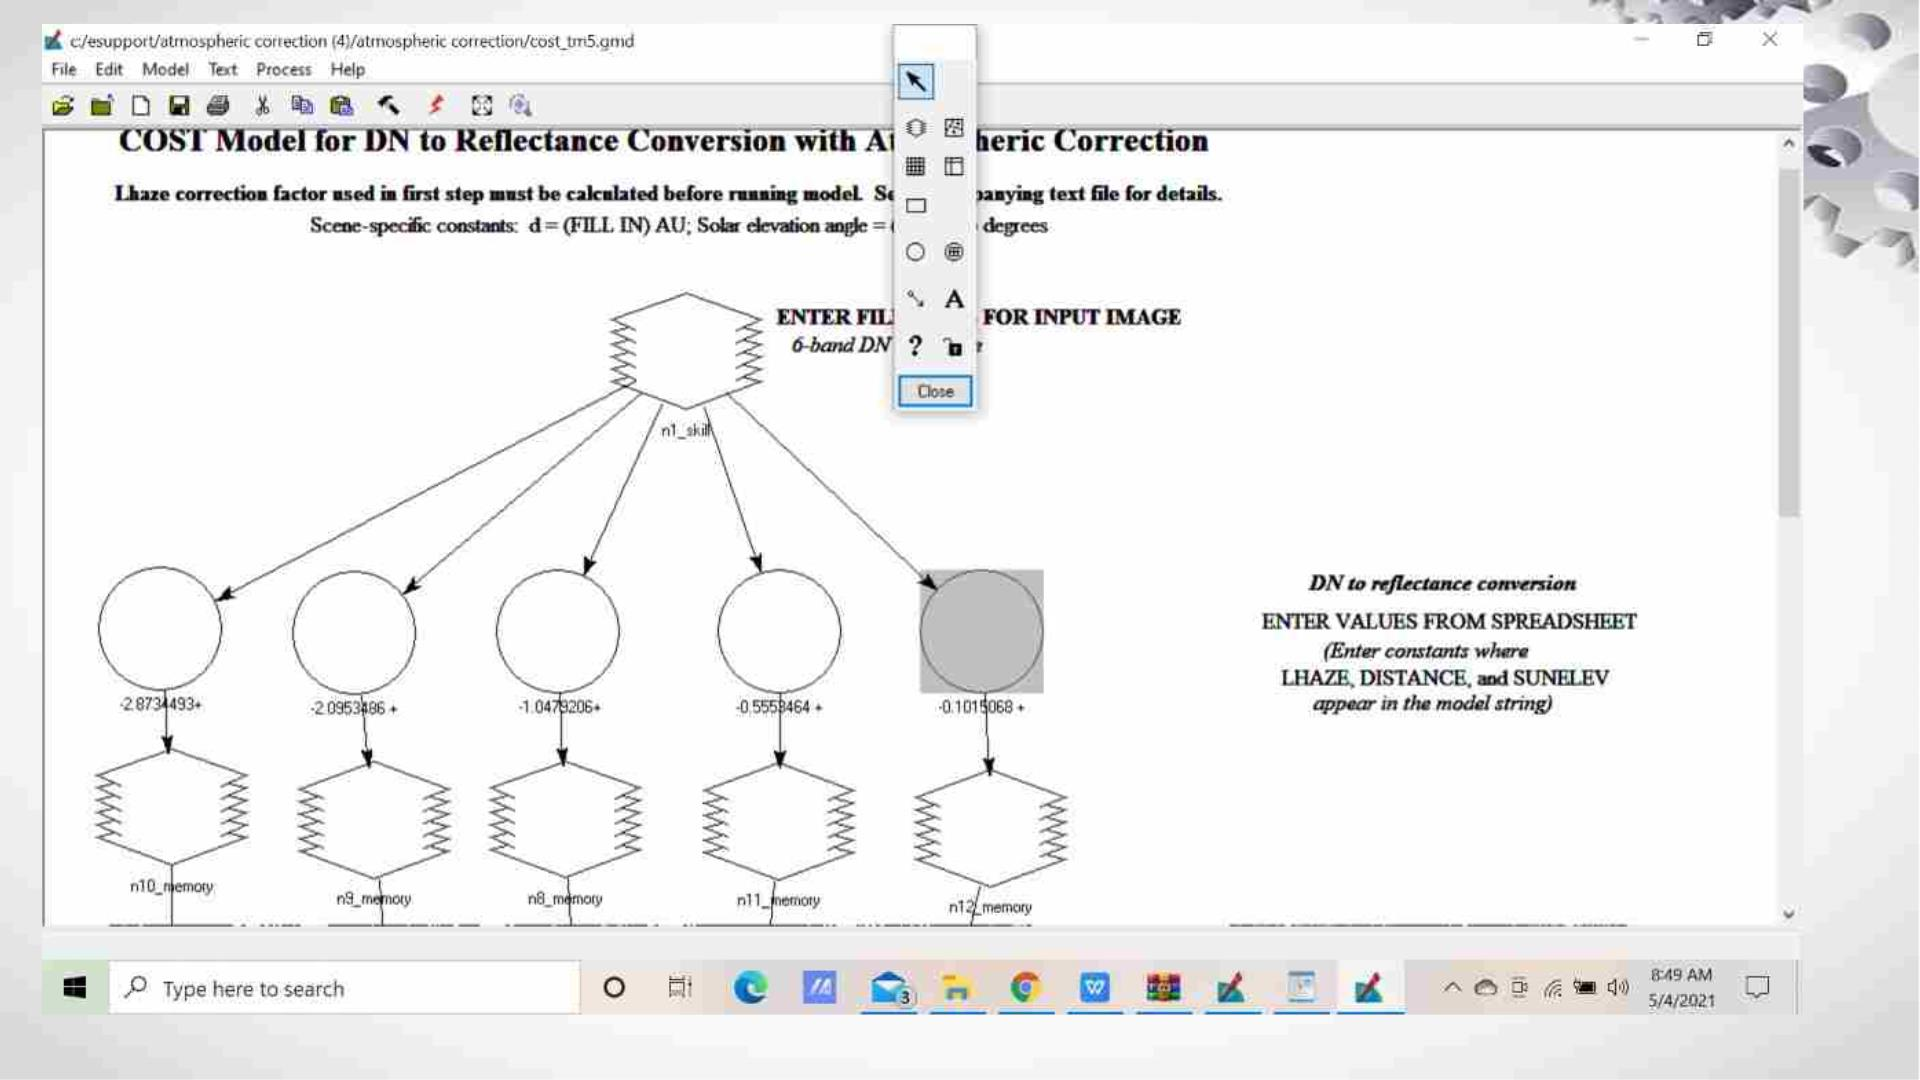 c:/esupport/atmospheric correction (4)/atmospheric correction/cost_tm5.gmd
File Edit Model Text Process Help
COST Model for DN to Reflectance Conversion with At heric Correction
Lhaze correction factor used in first step must be calculated before running model. Se panying text file for details.
Scene-specific constants: d = (FILL IN) AU; Solar elevation angle = ( degrees
A
ENTER FIL FOR INPUT IMAGE
6-band DN
?
Close
n1_skill
DN to reflectance conversion
ENTER VALUES FROM SPREADSHEET
(Enter constants where
LHAZE, DISTANCE, and SUNELEV
appear in the model string)
-2.8734493+ -2.0953486 + -1.0479206+ -0.5553464 + -0.1015068 +
n10_memory n9_memory n8_memory n11_memory n12_memory
Type here to search
3
8:49 AM
5/4/2021